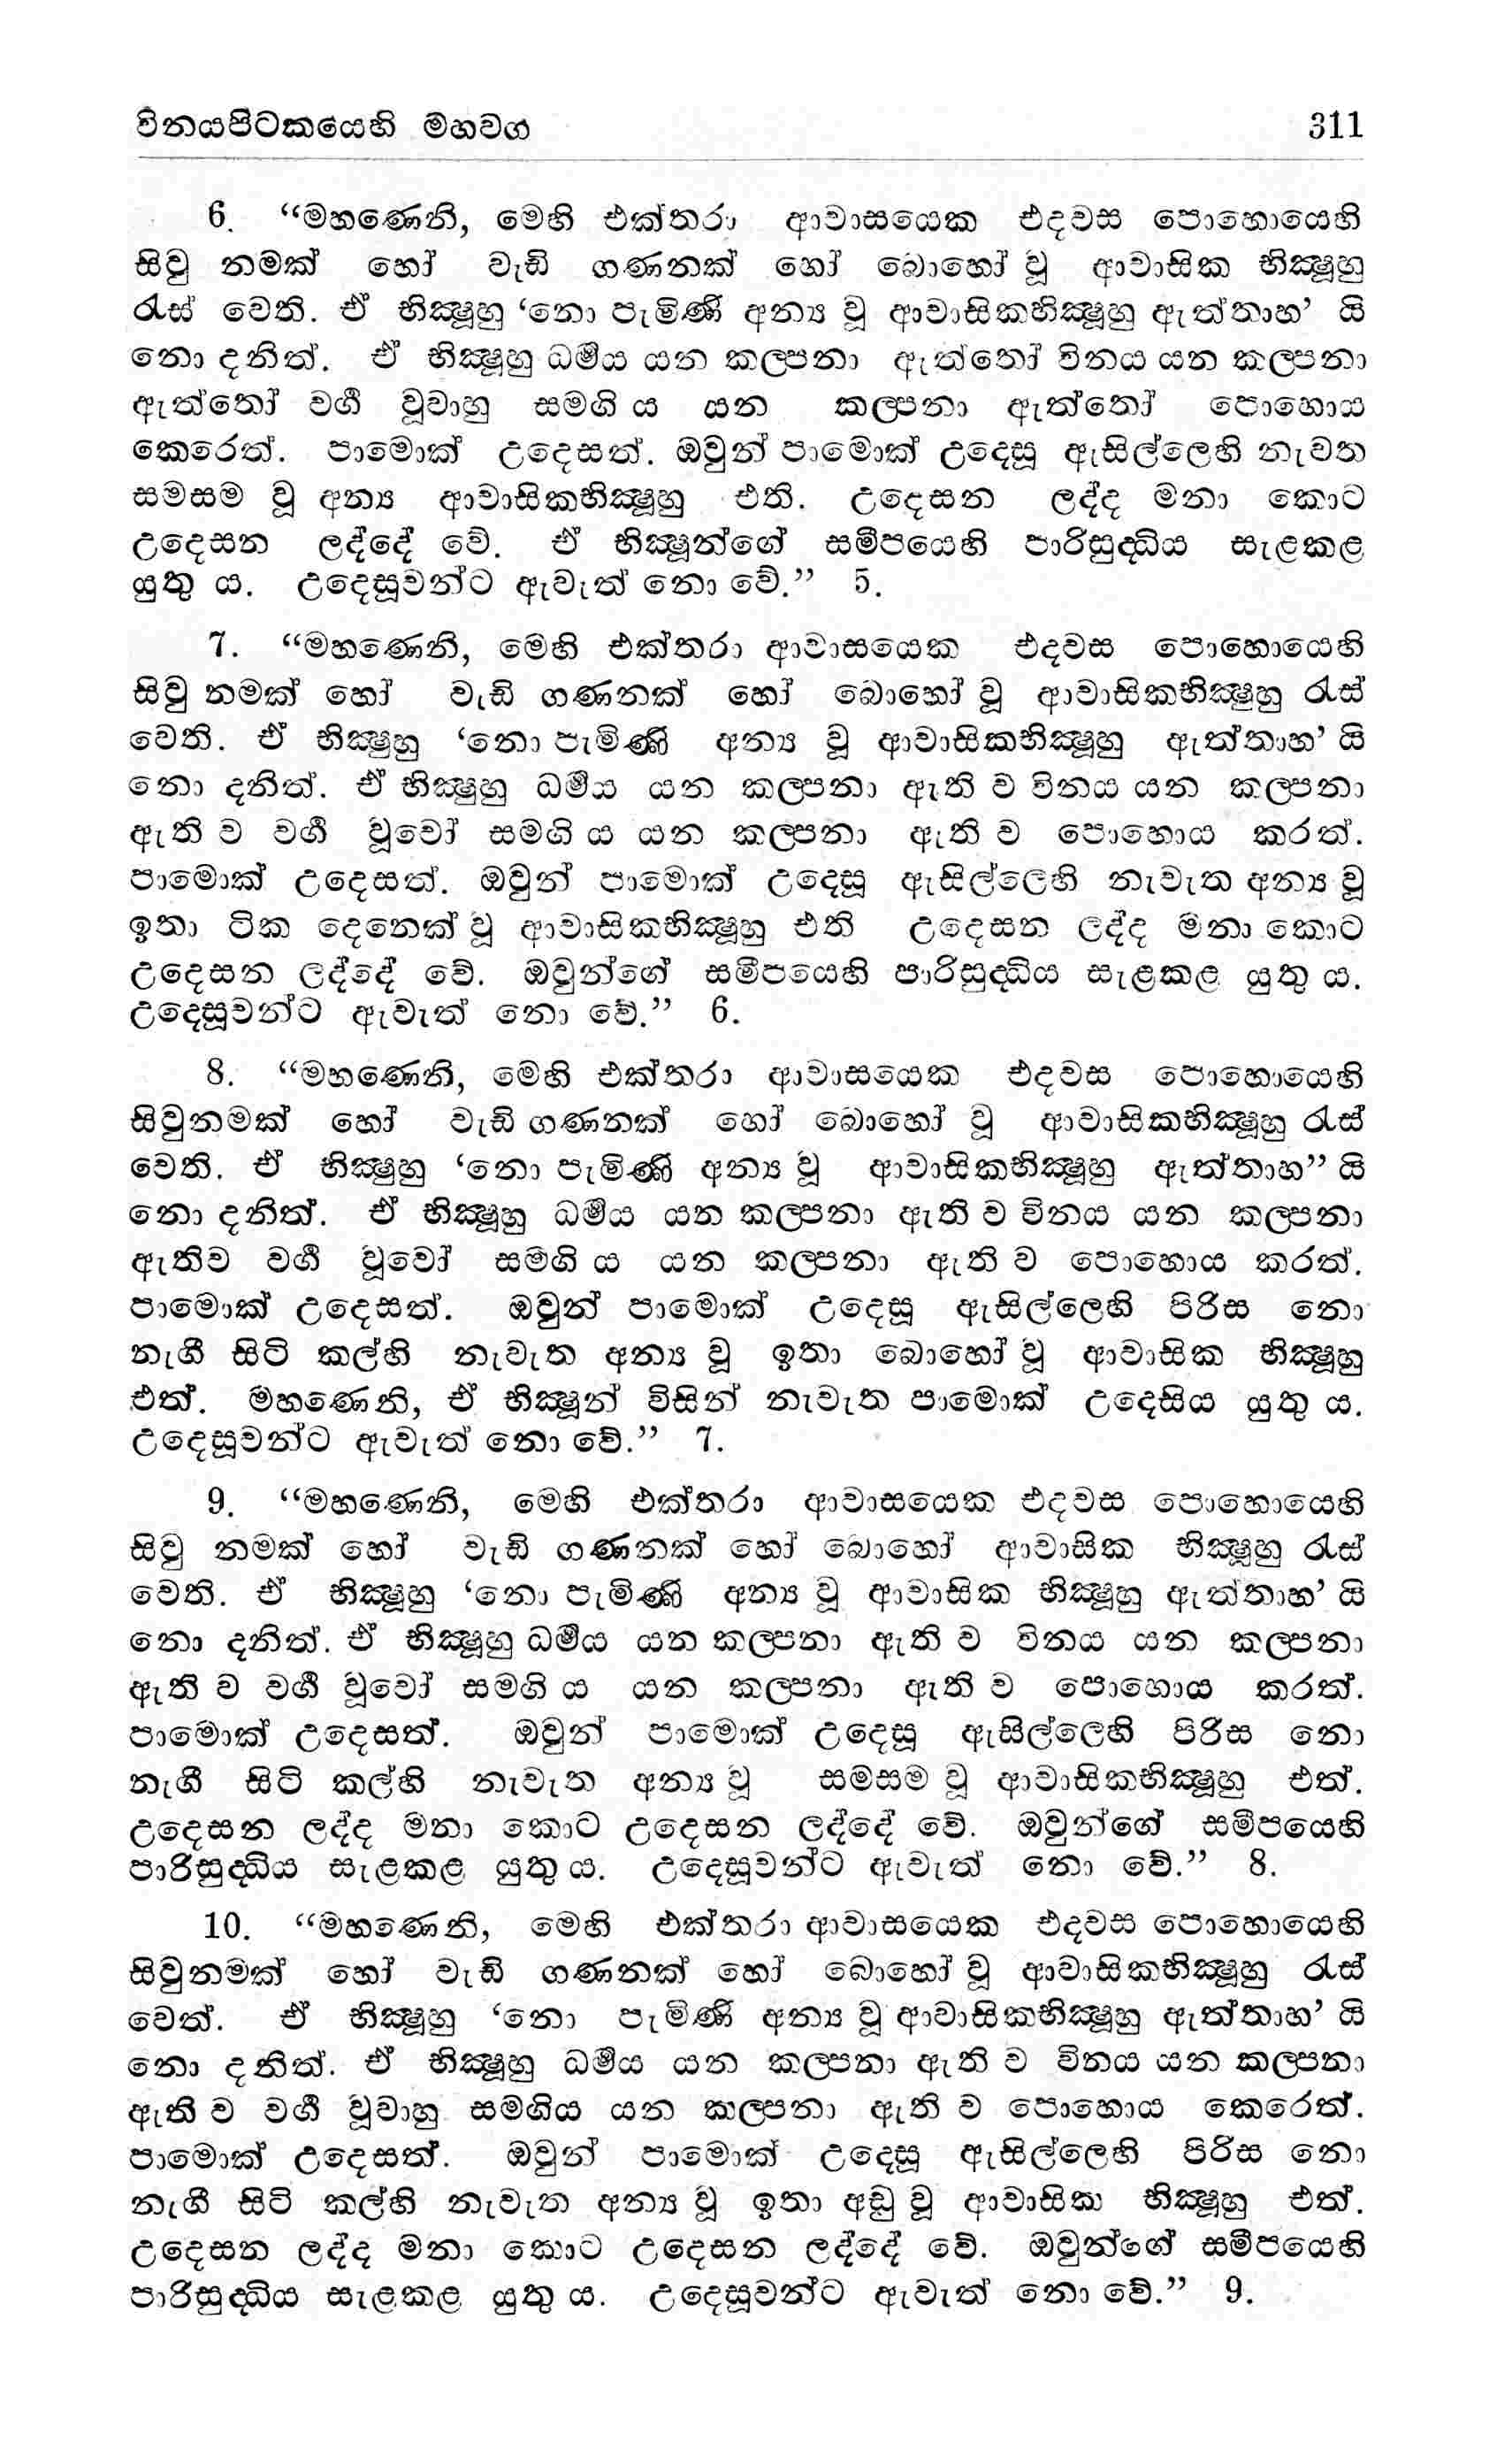 විනයපිටකයෙහි මහවග 311
6. “මහණෙනි, මෙහි එක්තරා ආවාසයෙක එදවස පොහොයෙහි
සිවු නමක් හෝ වැඩි ගණනක් හෝ බොහෝ වූ ආවාසික භික්‍ෂූහු
රැස් වෙති. ඒ භික්‍ෂූහු ‘නො පැමිණි අන්‍ය වූ ආවාසිකභික්‍ෂූහු ඇත්තාහ’ යි
නො දනිත්. ඒ භික්‍ෂූහු ධර්‍මය යන කල්පනා ඇත්තෝ විනය යන කල්පනා
ඇත්තෝ වර්‍ග වූවාහු සමගි ය යන කල්පනා ඇත්තෝ පොහොය
කෙරෙත්. පාමොක් උදෙසත්. ඔවුන් පාමොක් උදෙසූ ඇසිල්ලෙහි නැවත
සමසම වූ අන්‍ය ආවාසිකභික්‍ෂූහු එති. උදෙසන ලද්ද මනා කොට
උදෙසන ලද්දේ වේ. ඒ භික්‍ෂූන්ගේ සමීපයෙහි පාරිසුද්ධිය සැළකළ
යුතු ය. උදෙසූවන්ට ඇවැත් නො වේ.” 5.
7. “මහණෙනි, මෙහි එක්තරා ආවාසයෙක එදවස පොහොයෙහි
සිවු නමක් හෝ වැඩි ගණනක් හෝ බොහෝ වූ ආවාසිකභික්‍ෂුහු රැස්
වෙති. ඒ භික්‍ෂුහු ‘නො පැමිණි අන්‍ය වූ ආවාසිකභික්‍ෂූහු ඇත්තාහ’ යි
නො දනිත්. ඒ භික්‍ෂුහු ධර්‍මය යන කල්පනා ඇති ව විනය යන කල්පනා
ඇති ව වර්‍ග වූවෝ සමගි ය යන කල්පනා ඇති ව පොහොය කරත්.
පාමොක් උදෙසත්. ඔවුන් පාමොක් උදෙසූ ඇසිල්ලෙහි නැවැත අන්‍ය වූ
ඉතා ටික දෙනෙක් වූ ආවාසිකභික්‍ෂූහු එති උදෙසන ලද්ද මනා කොට
උදෙසන ලද්දේ වේ. ඔවුන්ගේ සමීපයෙහි පාරිසුද්ධිය සැළකළ යුතු ය.
උදෙසූවන්ට ඇවැත් නො වේ.” 6.
8. “මහණෙනි, මෙහි එක්තරා ආවාසයෙක එදවස පොහොයෙහි
සිවුනමක් හෝ වැඩි ගණනක් හෝ බොහෝ වූ ආවාසිකභික්‍ෂූහු රැස්
වෙති. ඒ භික්‍ෂුහු ‘නො පැමිණි අන්‍ය වූ ආවාසිකභික්‍ෂූහු ඇත්තාහ” යි
නො දනිත්. ඒ භික්‍ෂූහු ධර්‍මය යන කල්පනා ඇති ව විනය යන කල්පනා
ඇතිව වර්‍ග වූවෝ සමගි ය යන කල්පනා ඇති ව පොහොය කරත්.
පාමොක් උදෙසත්. ඔවුන් පාමොක් උදෙසූ ඇසිල්ලෙහි පිරිස නො
නැගී සිටි කල්හි නැවැත අන්‍ය වූ ඉතා බොහෝ වූ ආවාසික භික්‍ෂූහු
එත්. මහණෙනි, ඒ භික්‍ෂූන් විසින් නැවැත පාමොක් උදෙසිය යුතු ය.
උදෙසූවන්ට ඇවැත් නො වේ.” 7.
9. “මහණෙනි, මෙහි එක්තරා ආවාසයෙක එදවස පොහොයෙහි
සිවු නමක් හෝ වැඩි ගණනක් හෝ බොහෝ ආවාසික භික්‍ෂූහු රැස්
වෙති. ඒ භික්‍ෂූහු ‘නො පැමිණි අන්‍ය වූ ආවාසික භික්‍ෂූහු ඇත්තාහ’ යි
නො දනිත්. ඒ භික්‍ෂූහු ධර්‍මය යන කල්පනා ඇති ව විනය යන කල්පනා
ඇති ව වර්‍ග වූවෝ සමගි ය යන කල්පනා ඇති ව පොහොය කරත්.
පාමොක් උදෙසත්. ඔවුන් පාමොක් උදෙසූ ඇසිල්ලෙහි පිරිස නො
නැගී සිටි කල්හි නැවැත අන්‍ය වූ සමසම වූ ආවාසිකභික්‍ෂූහු එත්.
උදෙසන ලද්ද මනා කොට උදෙසන ලද්දේ වේ. ඔවුන්ගේ සමීපයෙහි
පාරිසුද්ධිය සැළකළ යුතු ය. උදෙසූවන්ට ඇවැත් නො වේ.” 8.
10. “මහණෙනි, මෙහි එක්තරා ආවාසයෙක එදවස පොහොයෙහි
සිවුනමක් හෝ වැඩි ගණනක් හෝ බොහෝ වූ ආවාසිකභික්‍ෂූහු රැස්
වෙත්. ඒ භික්‍ෂූහු ‘නො පැමිණි අන්‍ය වූ ආවාසිකභික්‍ෂූහු ඇත්තාහ’ යි
නො දනිත්. ඒ භික්‍ෂූහු ධර්‍මය යන කල්පනා ඇති ව විනය යන කල්පනා
ඇති ව වර්‍ග වූවාහු සමගිය යන කල්පනා ඇති ව පොහොය කෙරෙත්.
පාමොක් උදෙසත්. ඔවුන් පාමොක් උදෙසූ ඇසිල්ලෙහි පිරිස නො
නැගී සිටි කල්හි නැවැත අන්‍ය වූ ඉතා අඩු වූ ආවාසික භික්‍ෂූහු එත්.
උදෙසන ලද්ද මනා කොට උදෙසන ලද්දේ වේ. ඔවුන්ගේ සමීපයෙහි
පාරිසුද්ධිය සැළකළ යුතු ය. උදෙසූවන්ට ඇවැත් නො වේ.” 9.